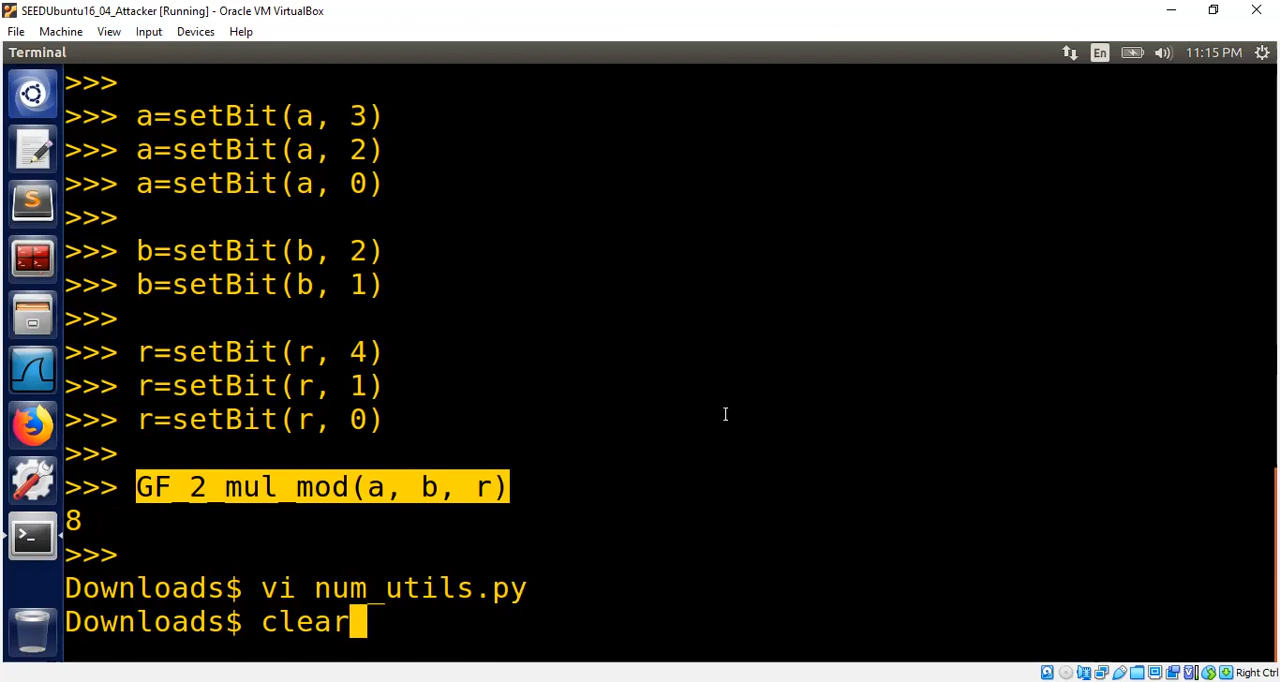 SEEDUbuntu16_04_Attacker [Running] - Oracle VM VirtualBox
File Machine View Input Devices Help
Terminal En 11:15 PM
>>>
>>> a=setBit(a, 3)
>>> a=setBit(a, 2)
>>> a=setBit(a, 0)
>>>
>>> b=setBit(b, 2)
>>> b=setBit(b, 1)
>>>
>>> r=setBit(r, 4)
>>> r=setBit(r, 1)
>>> r=setBit(r, 0)
>>>
>>> GF_2_mul_mod(a, b, r)
8
>>>
Downloads$ vi num_utils.py
Downloads$ clear
Right Ctrl